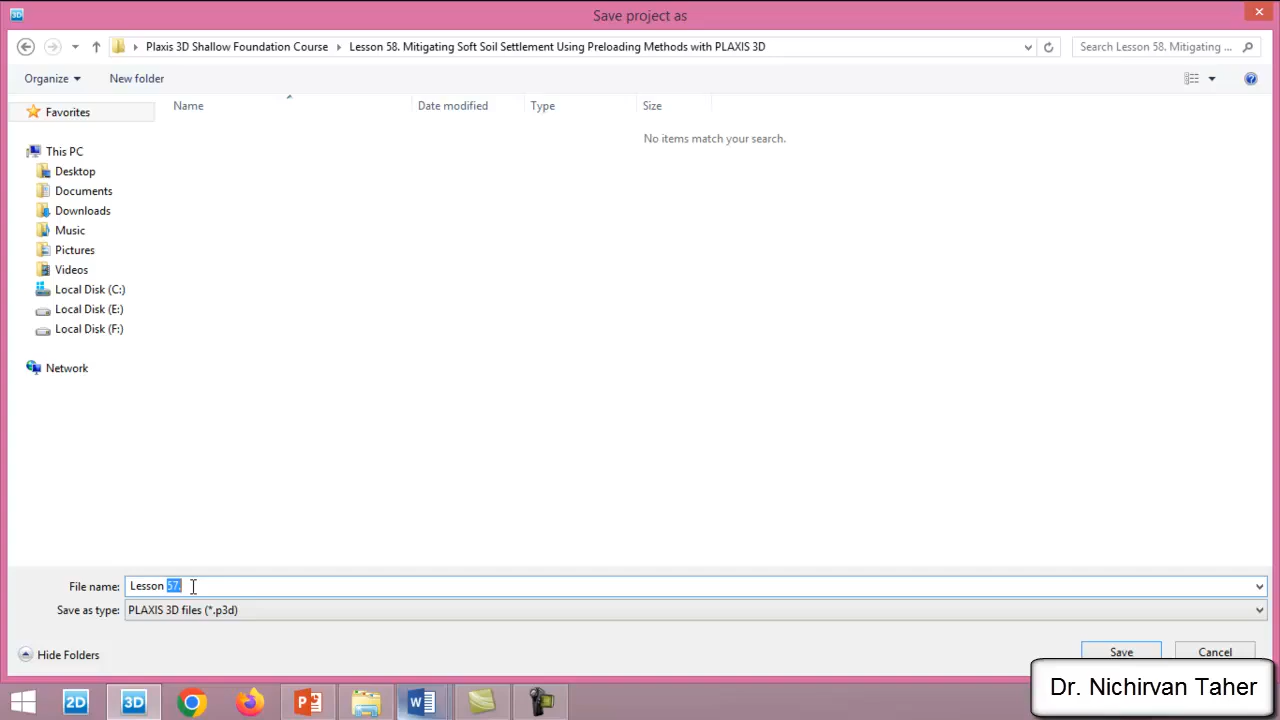 Save project as
Plaxis 3D Shallow Foundation Course
Lesson 58. Mitigating Soft Soil Settlement Using Preloading Methods with PLAXIS 3D
Search Lesson 58. Mitigating ...
Organize
New folder
Name
Date modified
Type
Size
No items match your search.
Favorites
This PC
Desktop
Documents
Downloads
Music
Pictures
Videos
Local Disk (C:)
Local Disk (E:)
Local Disk (F:)
Network
File name:
Lesson 57.
Save as type:
PLAXIS 3D files (*.p3d)
Hide Folders
Save
Cancel
2D
3D
Dr. Nichirvan Taher